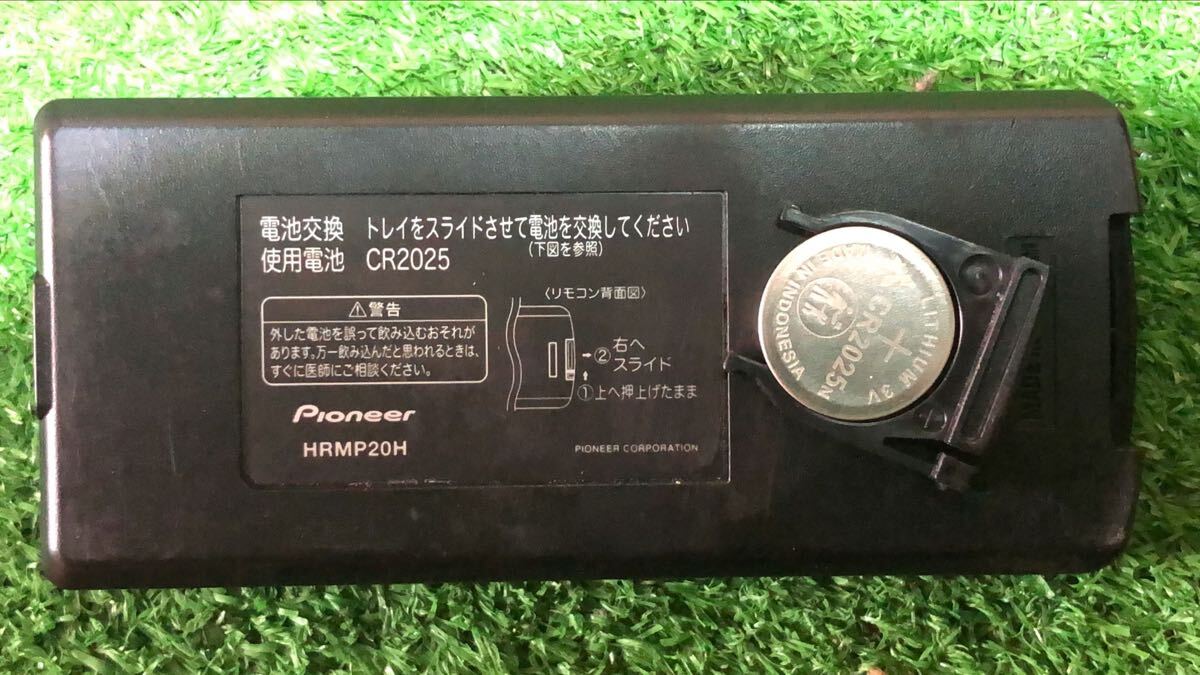 電池交換 トレイをスライドさせて電池を交換してください
(下図を参照)
使用電池 CR2025
⚠警告
外した電池を誤って飲み込むおそれが
あります。万一飲み込んだと思われるときは、
すぐに医師にご相談ください。
〈リモコン背面図〉
②右へ
スライド
①上へ押上げたまま
Pioneer
HRMP20H
PIONEER CORPORATION
LITHIUM 3V
+
CR2025
MADE IN
INDONESIA
+